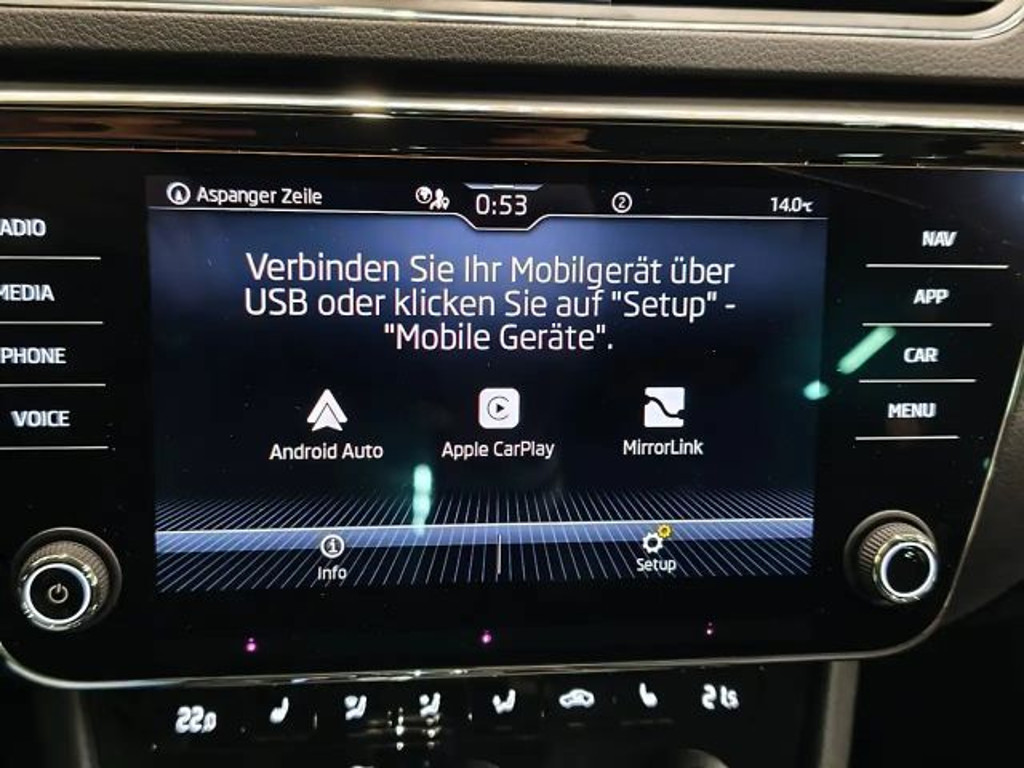 Aspanger Zeile
0:53
2
14.0°C
ADIO
MEDIA
PHONE
VOICE
NAV
APP
CAR
MENU
Verbinden Sie Ihr Mobilgerät über
USB oder klicken Sie auf "Setup" -
"Mobile Geräte".
Android Auto
Apple CarPlay
MirrorLink
Info
Setup
22.0